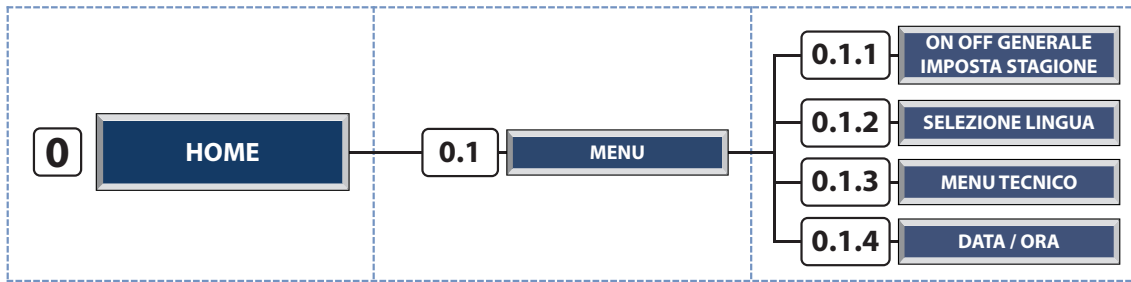 0
HOME
0.1
MENU
0.1.1
ON OFF GENERALE
IMPOSTA STAGIONE
0.1.2
SELEZIONE LINGUA
0.1.3
MENU TECNICO
0.1.4
DATA / ORA